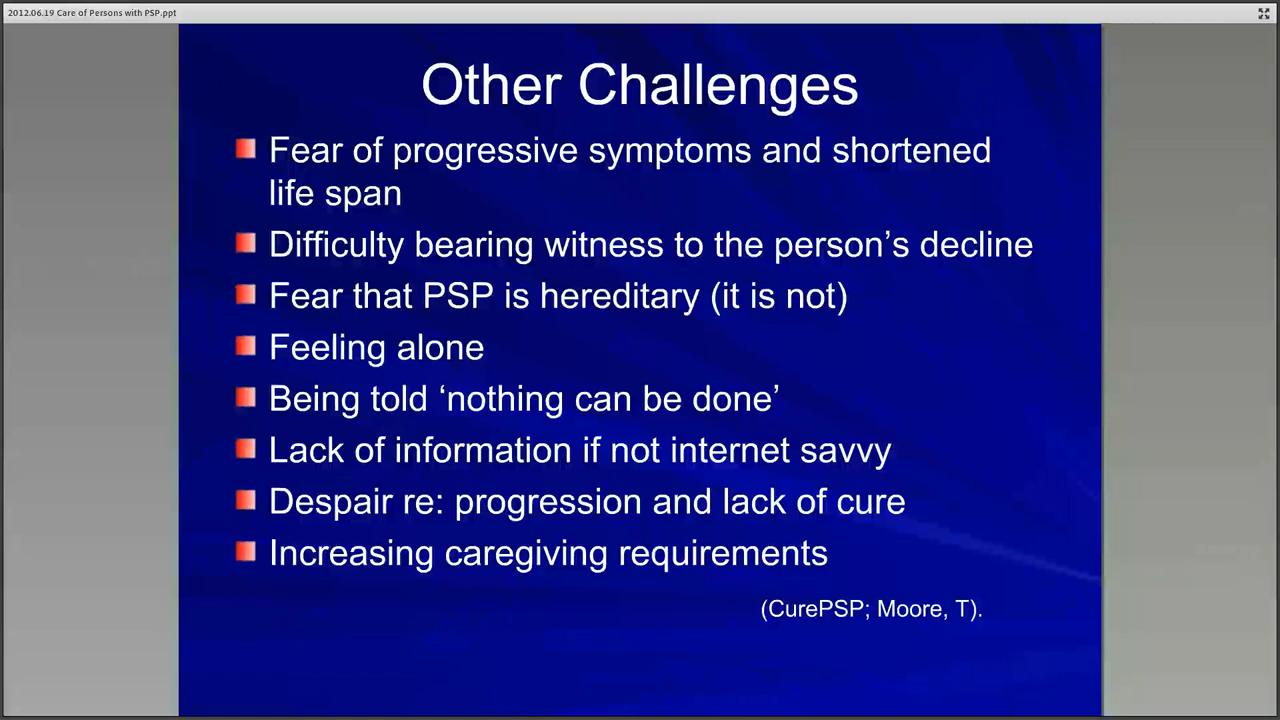 2012.06.19 Care of Persons with PSP.ppt
Other Challenges
Fear of progressive symptoms and shortened
life span
Difficulty bearing witness to the person’s decline
Fear that PSP is hereditary (it is not)
Feeling alone
Being told ‘nothing can be done’
Lack of information if not internet savvy
Despair re: progression and lack of cure
Increasing caregiving requirements
(CurePSP; Moore, T).